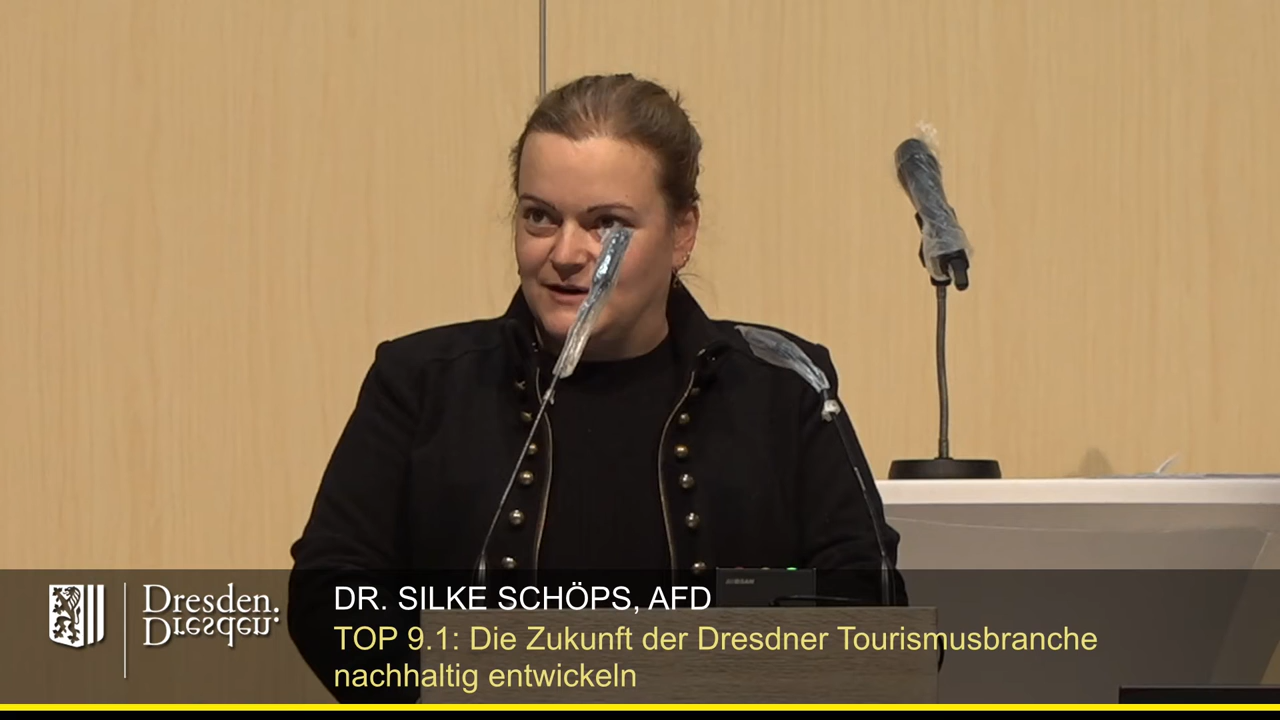 Dresden.
DR. SILKE SCHÖPS, AFD
TOP 9.1: Die Zukunft der Dresdner Tourismusbranche
nachhaltig entwickeln